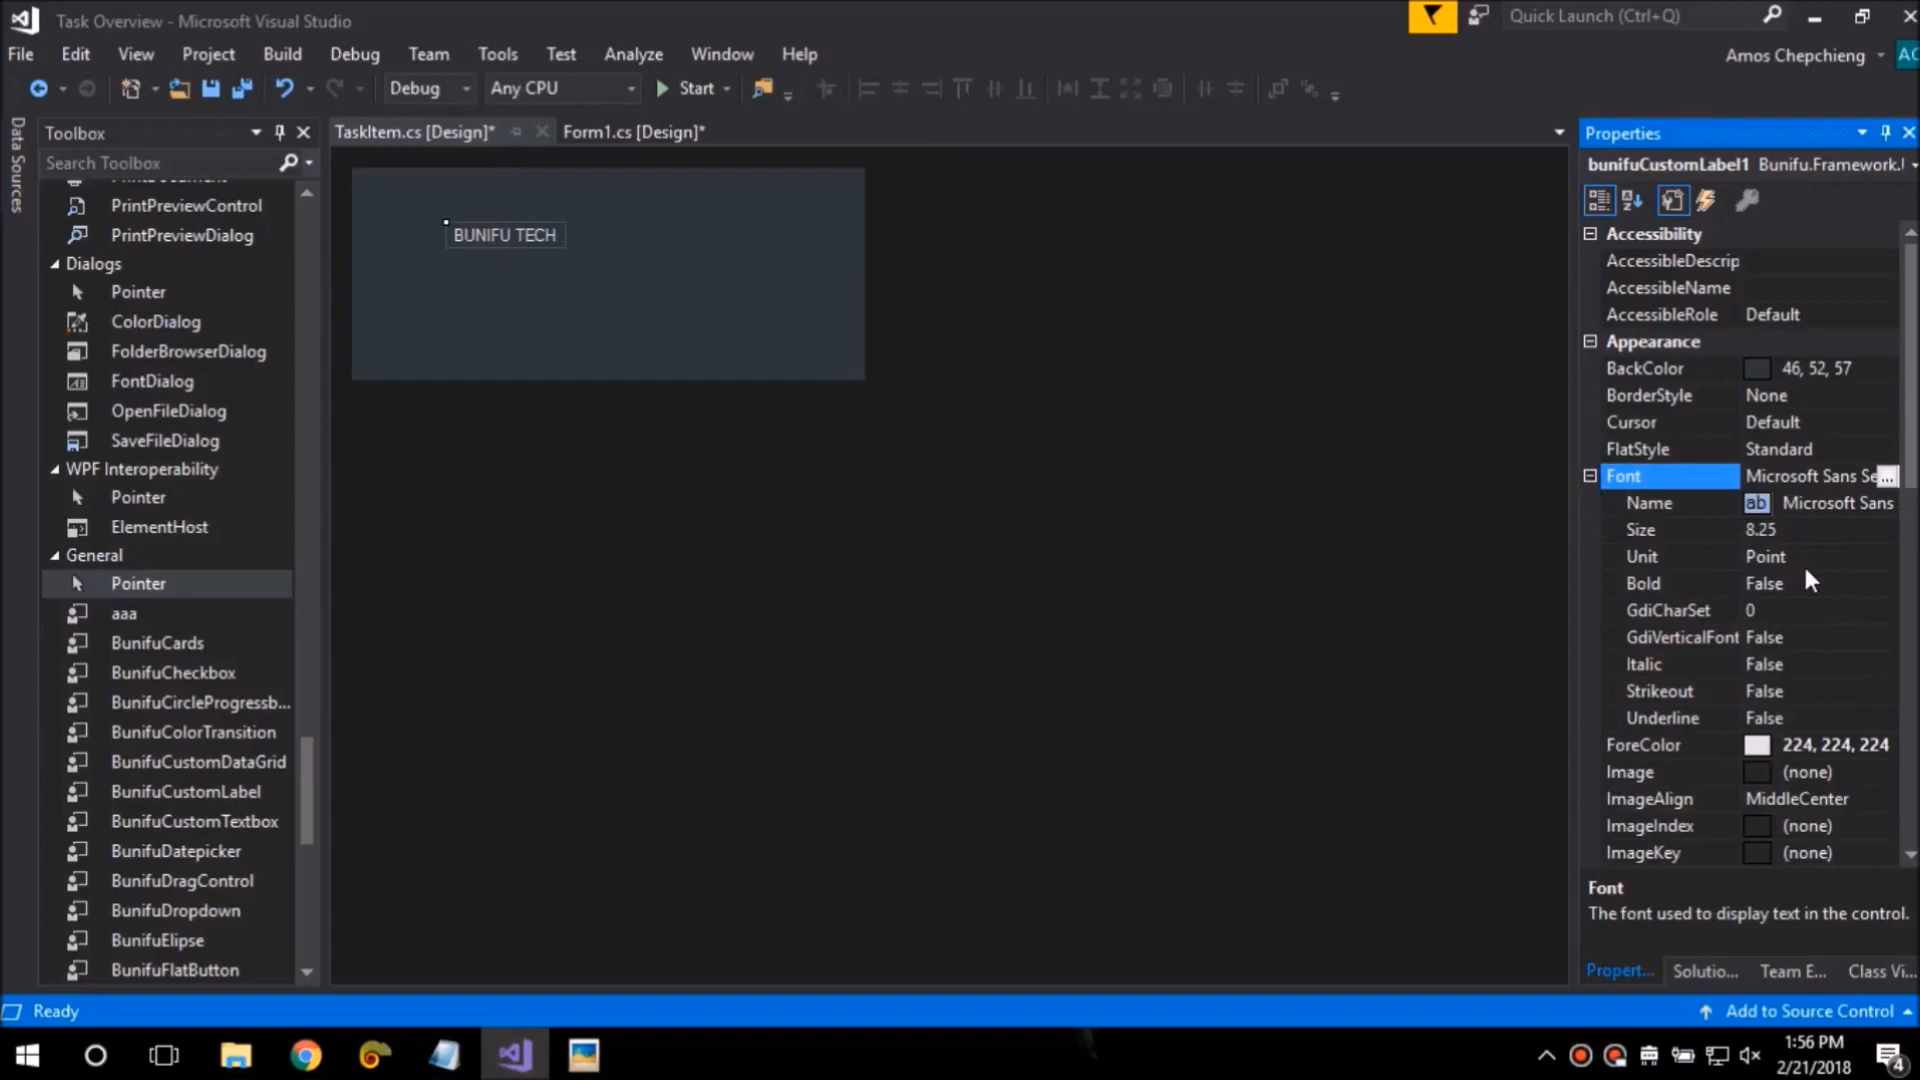 Task Overview - Microsoft Visual Studio
Quick Launch (Ctrl+Q)
File Edit View Project Build Debug Team Tools Test Analyze Window Help
Amos Chepchieng
AC
Debug Any CPU Start
Data Sources
Toolbox
Search Toolbox
PrintDocument
PrintPreviewControl
PrintPreviewDialog
Dialogs
Pointer
ColorDialog
FolderBrowserDialog
FontDialog
OpenFileDialog
SaveFileDialog
WPF Interoperability
Pointer
ElementHost
General
Pointer
aaa
BunifuCards
BunifuCheckbox
BunifuCircleProgressb...
BunifuColorTransition
BunifuCustomDataGrid
BunifuCustomLabel
BunifuCustomTextbox
BunifuDatepicker
BunifuDragControl
BunifuDropdown
BunifuElipse
BunifuFlatButton
TaskItem.cs [Design]* Form1.cs [Design]*
BUNIFU TECH
Properties
bunifuCustomLabel1 Bunifu.Framework.
Accessibility
AccessibleDescrip
AccessibleName
AccessibleRole Default
Appearance
BackColor 46, 52, 57
BorderStyle None
Cursor Default
FlatStyle Standard
Font Microsoft Sans Se ...
Name ab Microsoft Sans
Size 8.25
Unit Point
Bold False
GdiCharSet 0
GdiVerticalFont False
Italic False
Strikeout False
Underline False
ForeColor 224, 224, 224
Image (none)
ImageAlign MiddleCenter
ImageIndex (none)
ImageKey (none)
Font
The font used to display text in the control.
Propert... Solutio... Team E... Class Vi...
Ready
Add to Source Control
1:56 PM
2/21/2018
4